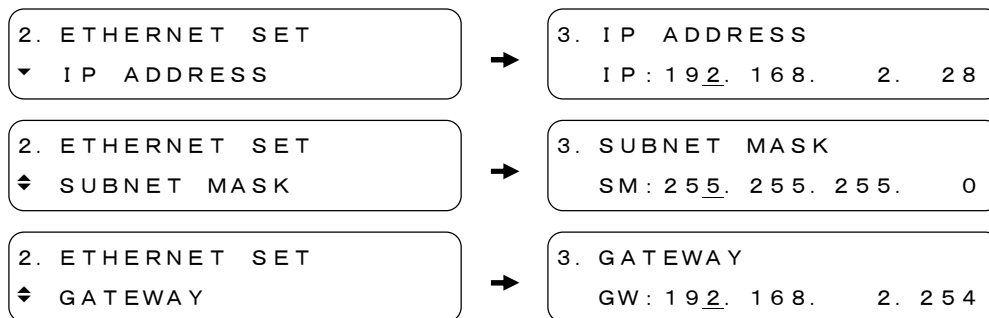 2. ETHERNET SET
IP ADDRESS
3. IP ADDRESS
IP:192.168. 2. 28
2. ETHERNET SET
SUBNET MASK
3. SUBNET MASK
SM:255.255.255. 0
2. ETHERNET SET
GATEWAY
3. GATEWAY
GW:192.168. 2.254